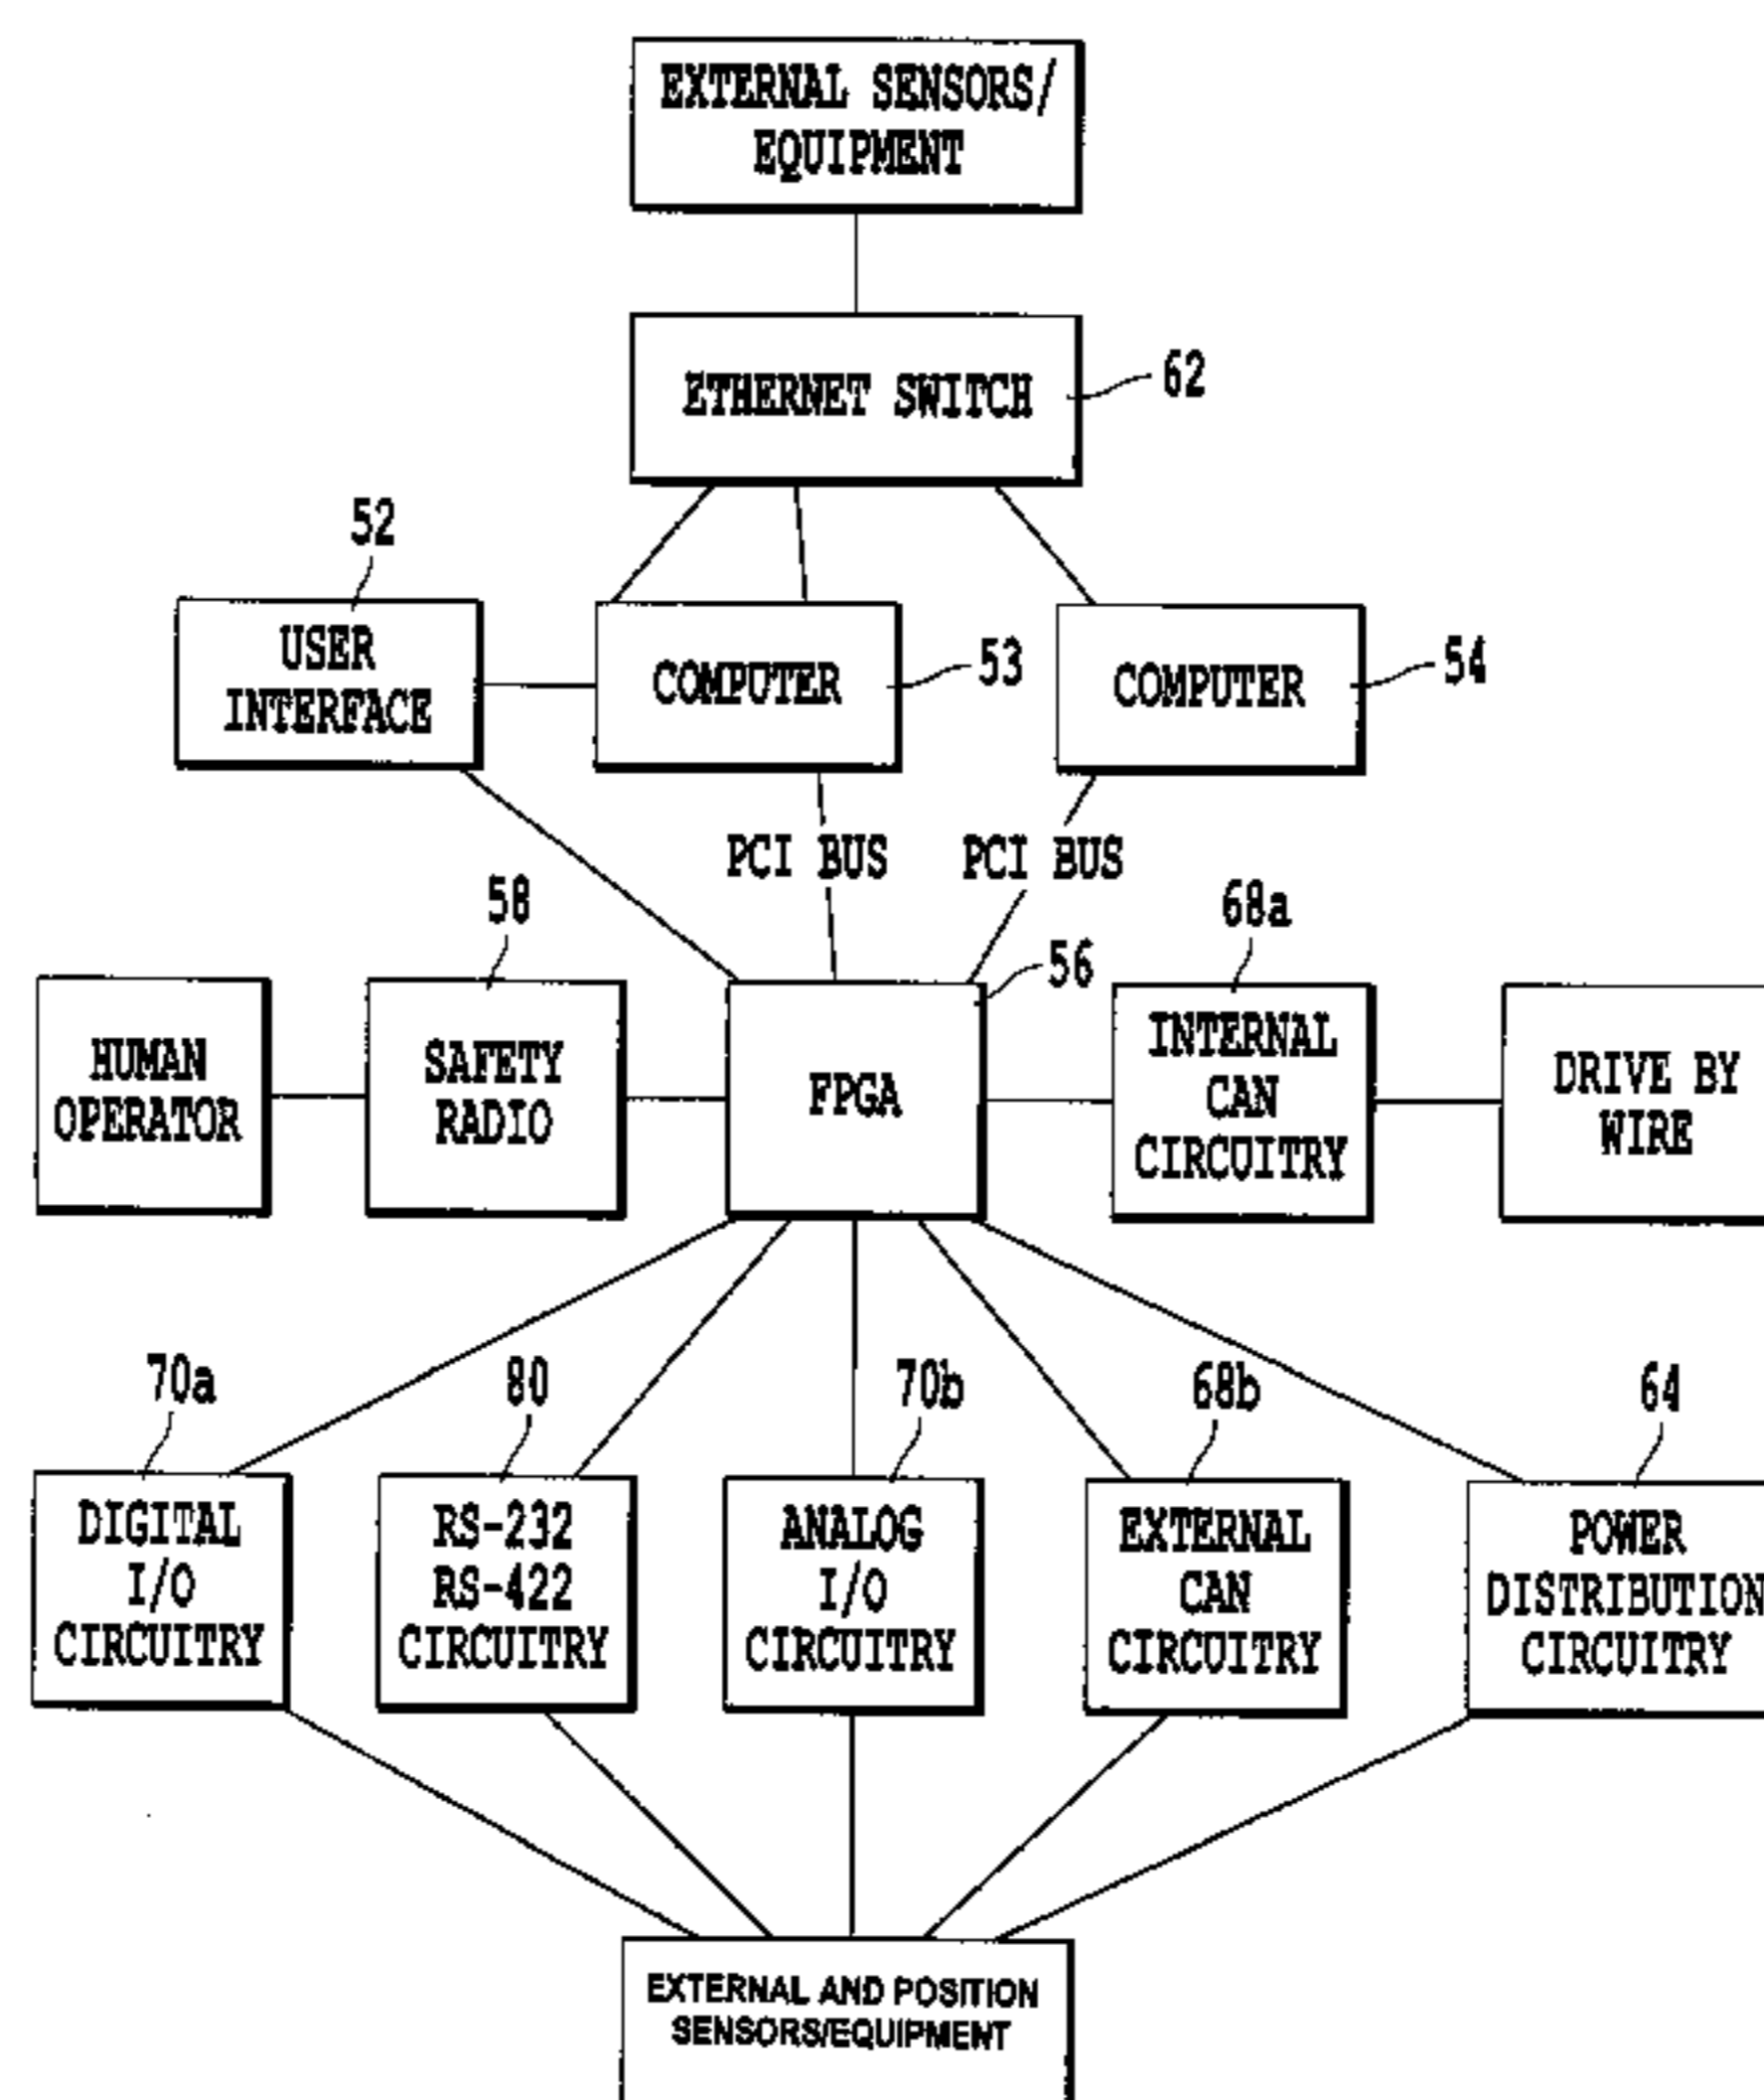 EXTERNAL SENSORS/
EQUIPMENT
ETHERNET SWITCH
62
52
USER
INTERFACE
COMPUTER
53
COMPUTER
54
PCI BUS
PCI BUS
58
68a
56
HUMAN
OPERATOR
SAFETY
RADIO
FPGA
INTERNAL
CAN
CIRCUITRY
DRIVE BY
WIRE
70a
80
70b
68b
64
DIGITAL
I/O
CIRCUITRY
RS-232
RS-422
CIRCUITRY
ANALOG
I/O
CIRCUITRY
EXTERNAL
CAN
CIRCUITRY
POWER
DISTRIBUTION
CIRCUITRY
EXTERNAL AND POSITION
SENSORS/EQUIPMENT